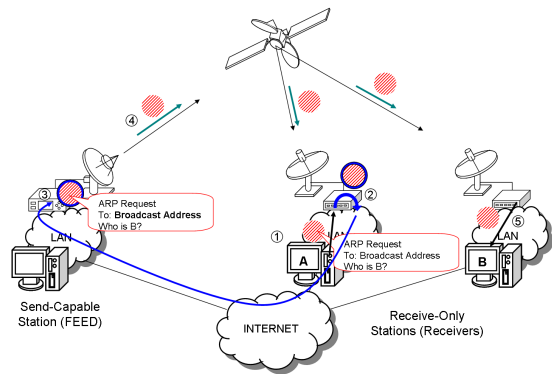 ④
③
ARP Request
To: Broadcast Address
Who is B?
LAN
②
①
LAN
ARP Request
To: Broadcast Address
Who is B?
A
⑤
LAN
B
Send-Capable
Station (FEED)
INTERNET
Receive-Only
Stations (Receivers)